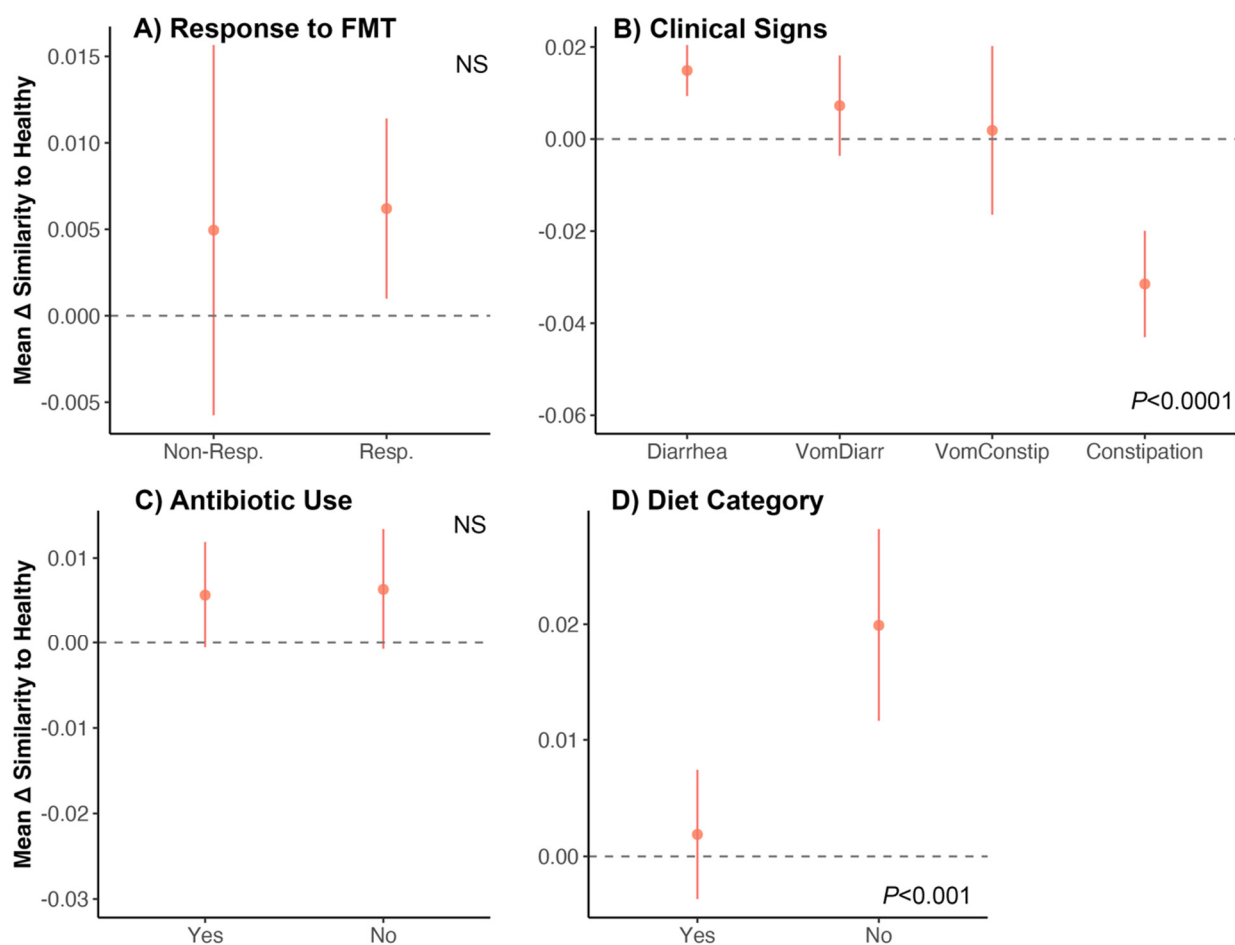 A) Response to FMT
NS
Mean Δ Similarity to Healthy
0.015
0.010
0.005
0.000
-0.005
Non-Resp. Resp.
B) Clinical Signs
0.02
0.00
-0.02
-0.04
-0.06
P<0.0001
Diarrhea VomDiarr VomConstip Constipation
C) Antibiotic Use
NS
Mean Δ Similarity to Healthy
0.01
0.00
-0.01
-0.02
-0.03
Yes No
D) Diet Category
0.02
0.01
0.00
P<0.001
Yes No